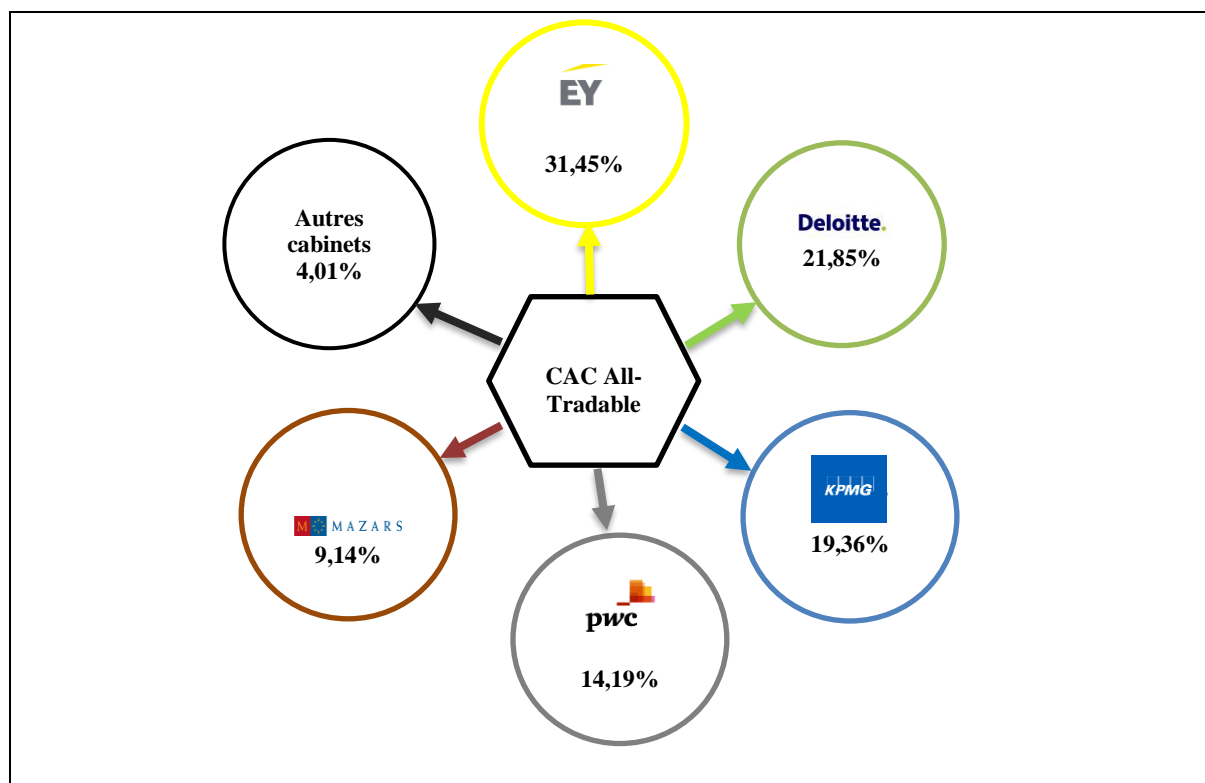 EY
31,45%
Autres
cabinets
4,01%
Deloitte.
21,85%
CAC All-
Tradable
M MAZARS
9,14%
KPMG
19,36%
pwc
14,19%